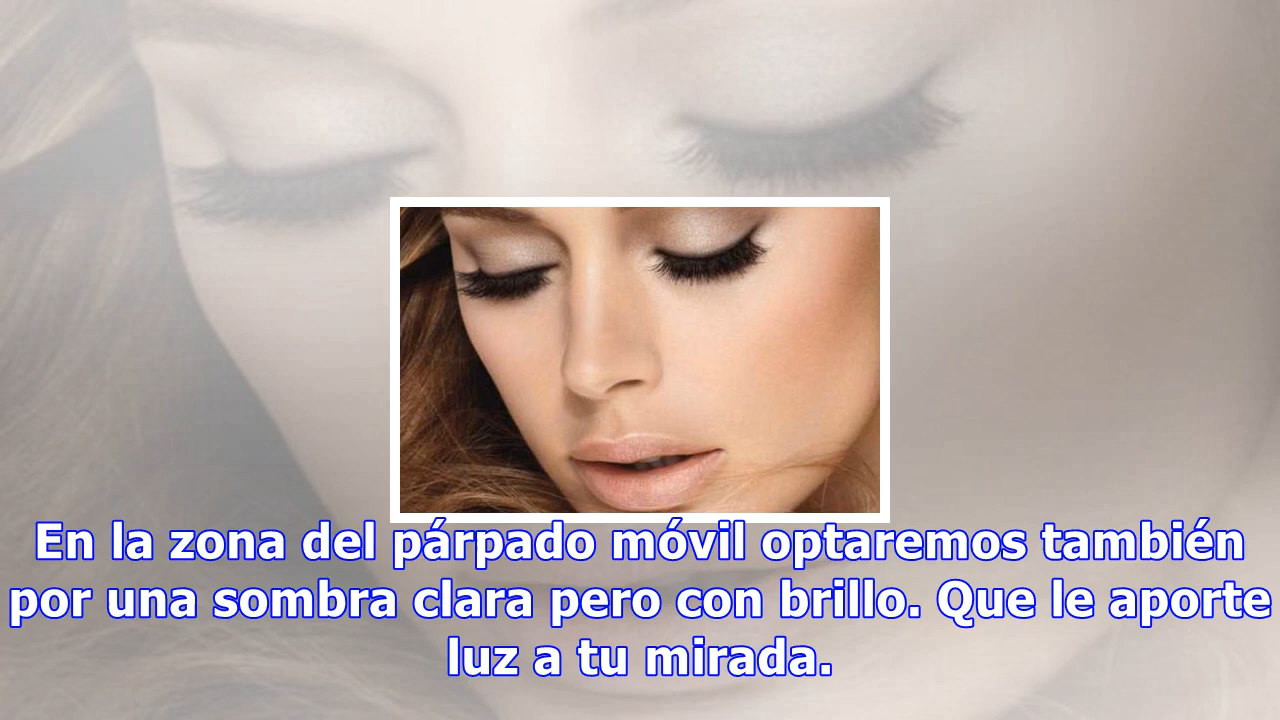 En la zona del párpado móvil optaremos también
por una sombra clara pero con brillo. Que le aporte
luz a tu mirada.